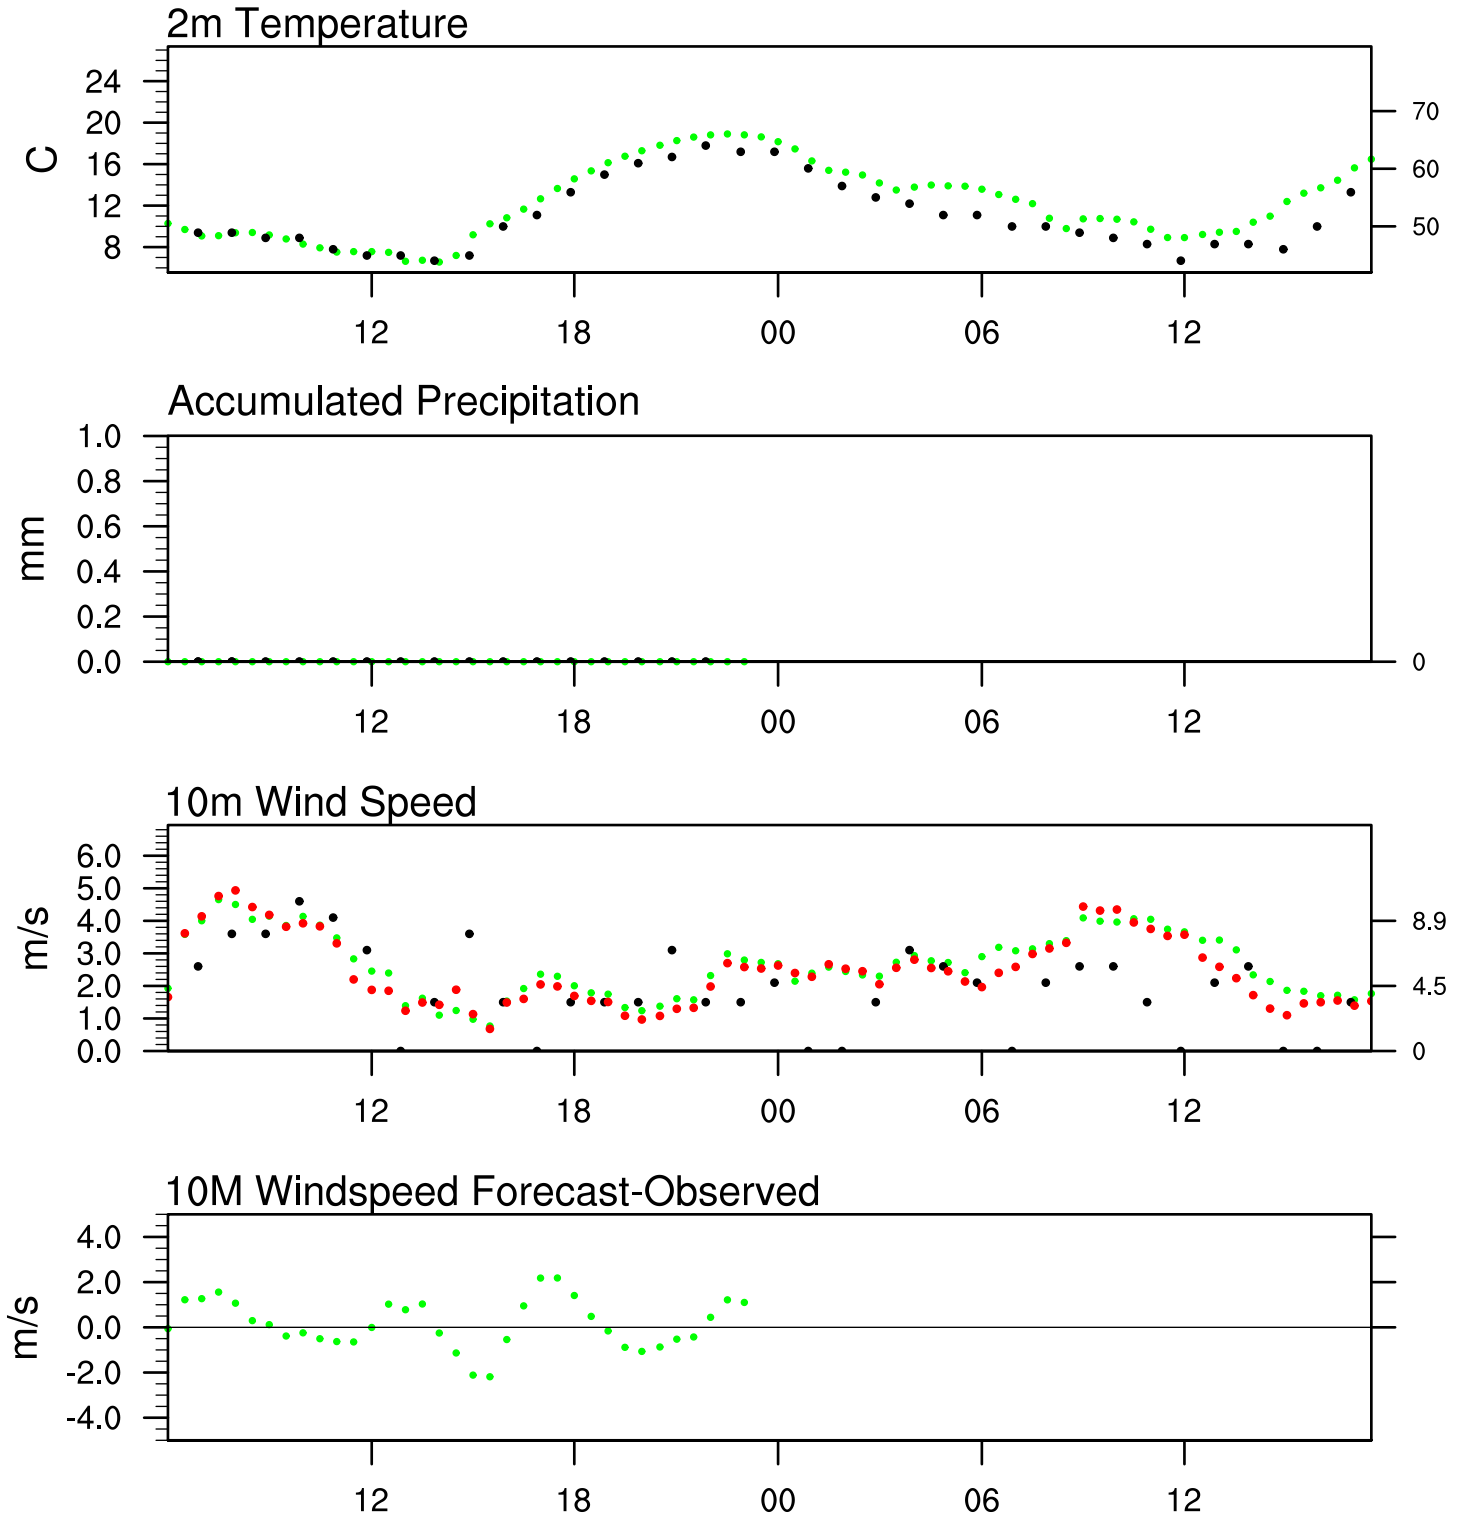 2m Temperature
24
20
16
12
8
C
70
60
50
12 18 00 06 12
Accumulated Precipitation
1.0
0.8
0.6
0.4
0.2
0.0
mm
0
12 18 00 06 12
10m Wind Speed
6.0
5.0
4.0
3.0
2.0
1.0
0.0
m/s
8.9
4.5
0
12 18 00 06 12
10M Windspeed Forecast-Observed
4.0
2.0
0.0
-2.0
-4.0
m/s
12 18 00 06 12